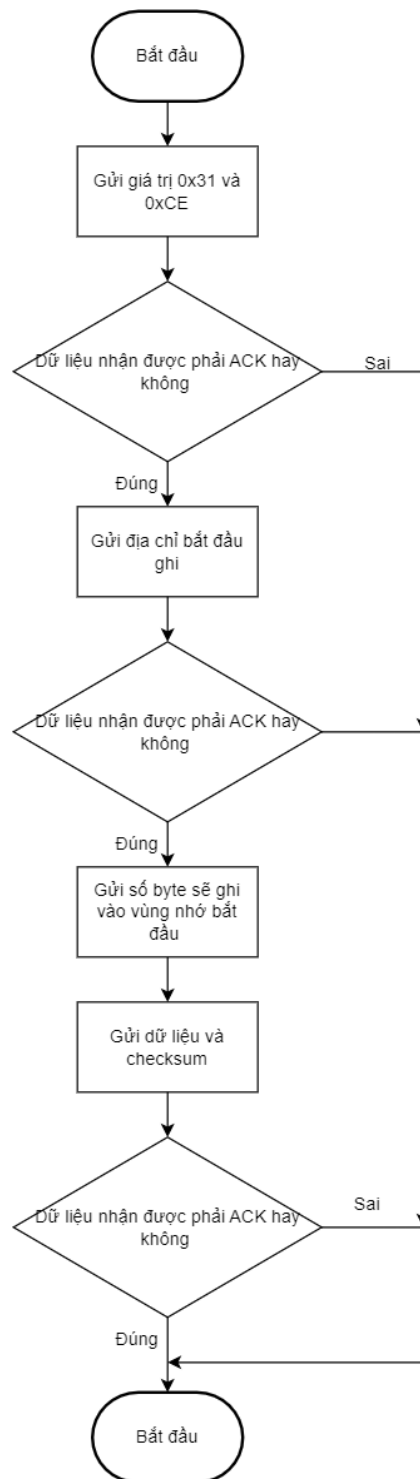 Bắt đầu
Gửi giá trị 0x31 và
0xCE
Dữ liệu nhận được phải ACK hay
không
Sai
Đúng
Gửi địa chỉ bắt đầu
ghi
Dữ liệu nhận được phải ACK hay
không
Đúng
Gửi số byte sẽ ghi
vào vùng nhớ bắt
đầu
Gửi dữ liệu và
checksum
Dữ liệu nhận được phải ACK hay
không
Sai
Đúng
Bắt đầu